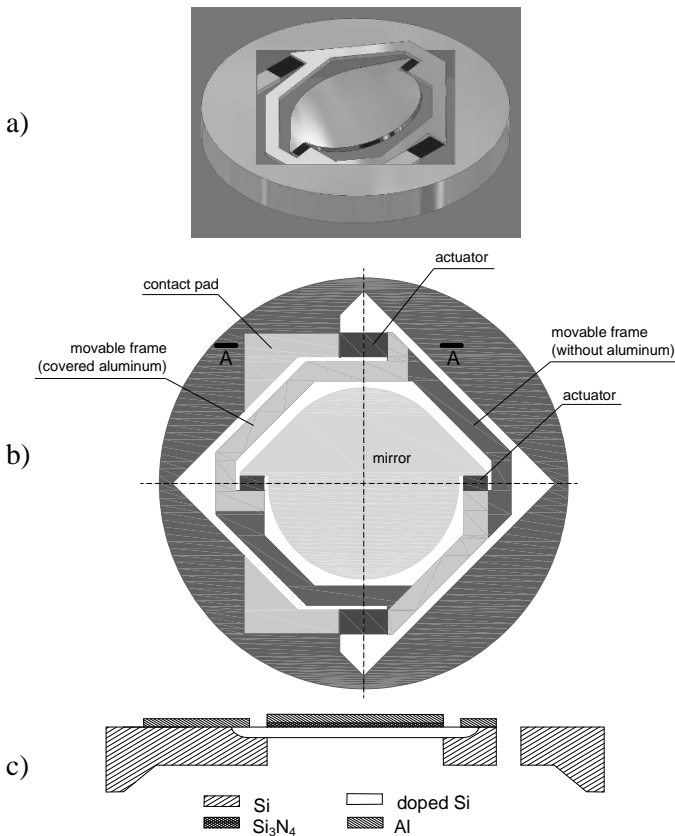 a)
actuator
contact pad
movable frame
(covered aluminum)
movable frame
(without aluminum)
A
A
actuator
b)
mirror
c)
Si
doped Si
Si₃N₄
Al